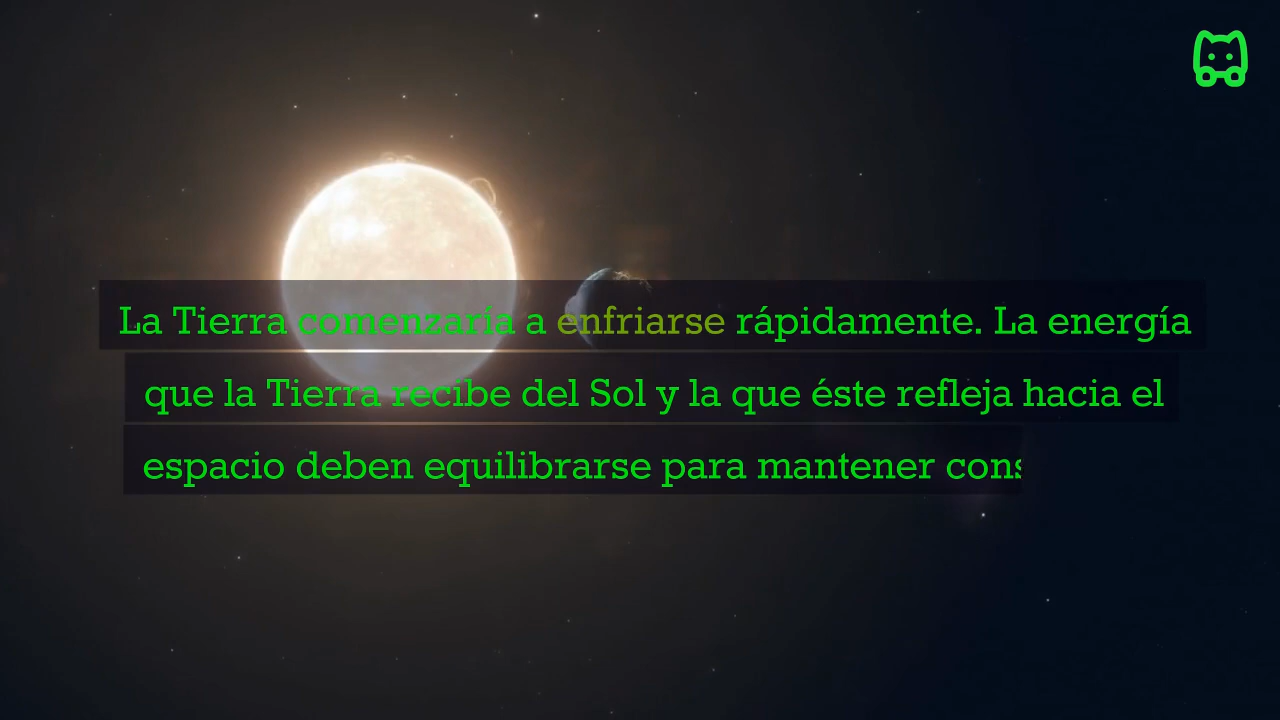 La Tierra comenzaría a enfriarse rápidamente. La energía
que la Tierra recibe del Sol y la que éste refleja hacia el
espacio deben equilibrarse para mantener cons